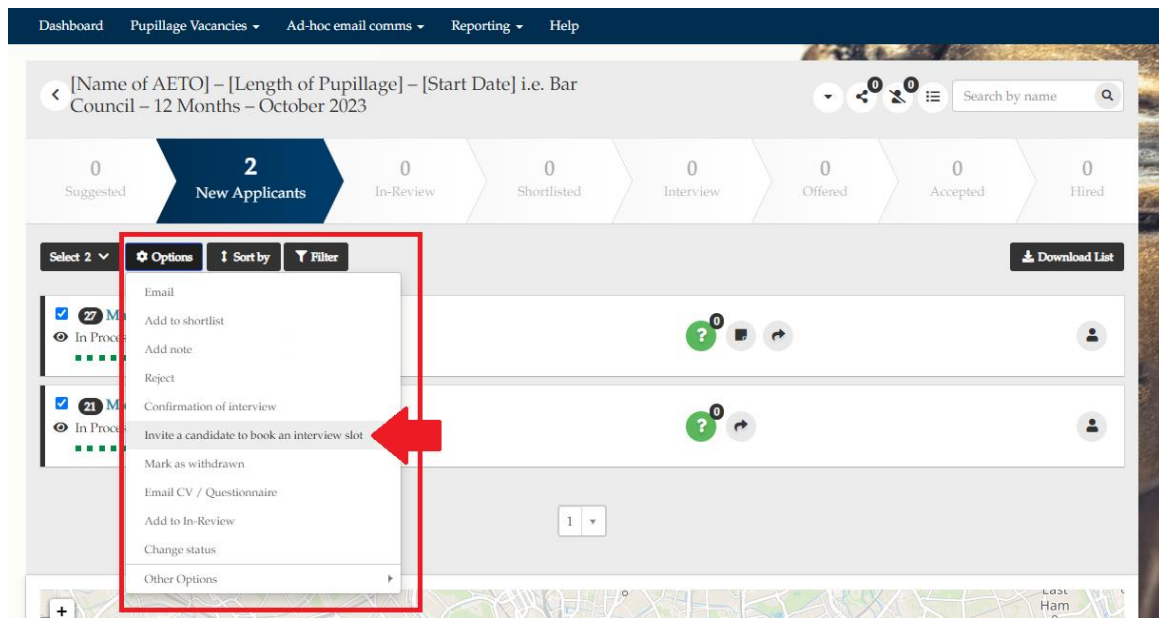 Dashboard Pupillage Vacancies Ad-hoc email comms Reporting Help
[Name of AETO] – [Length of Pupillage] – [Start Date] i.e. Bar
Council – 12 Months – October 2023
0 0 Search by name
0 2 0 0 0 0 0 0
Suggested New Applicants In-Review Shortlisted Interview Offered Accepted Hired
Select 2 Options Sort by Filter Download List
Email
27
Add to shortlist
0
?
In Proce
Add note
Reject
21
Confirmation of interview
0
?
In Proce
Invite a candidate to book an interview slot
Mark as withdrawn
Email CV / Questionnaire
Add to In-Review
1
Change status
Other Options
+
Ham